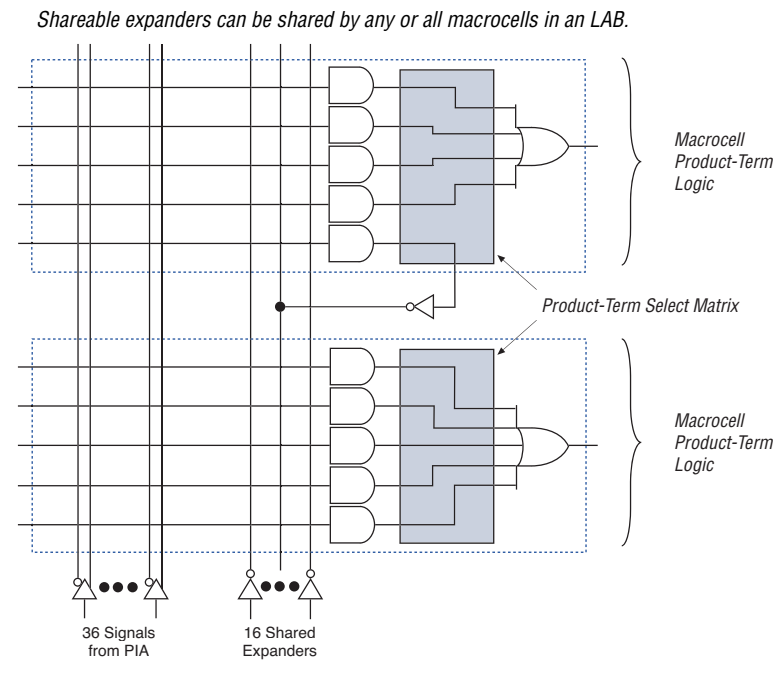 Shareable expanders can be shared by any or all macrocells in an LAB.
Macrocell
Product-Term
Logic
Product-Term Select Matrix
Macrocell
Product-Term
Logic
36 Signals
from PIA
16 Shared
Expanders